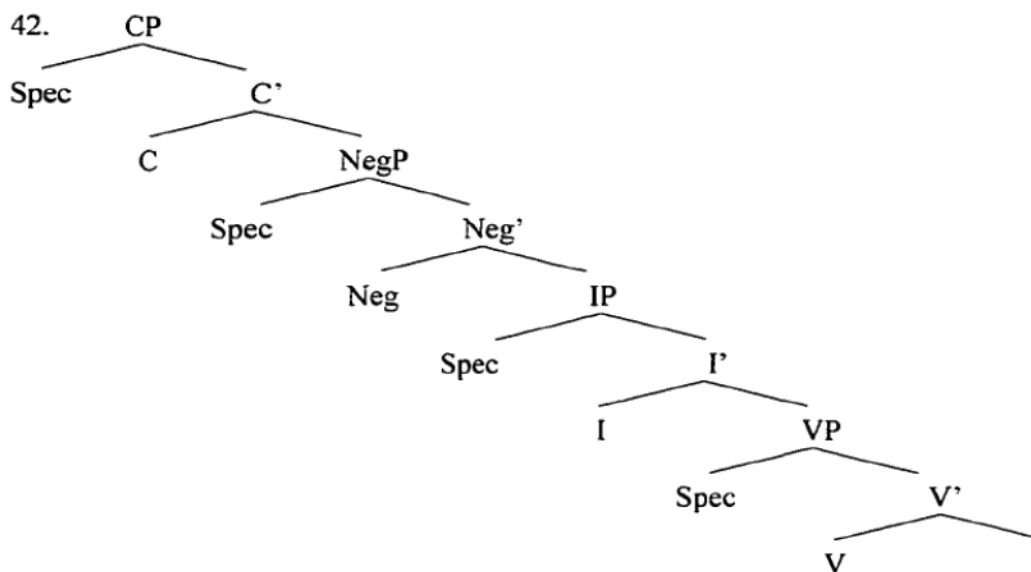 42. CP
Spec C’
C NegP
Spec Neg’
Neg IP
Spec I’
I VP
Spec V’
V